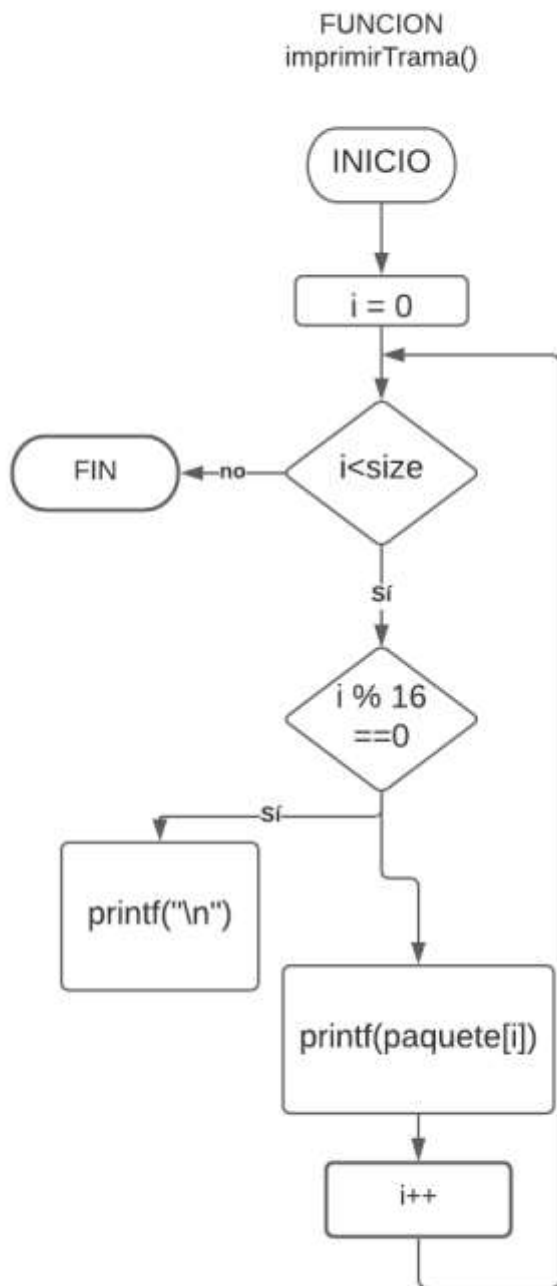 FUNCION
imprimirTrama()
INICIO
i = 0
i<size
no
FIN
sí
i % 16
==0
sí
printf("\n")
printf(paquete[i])
i++